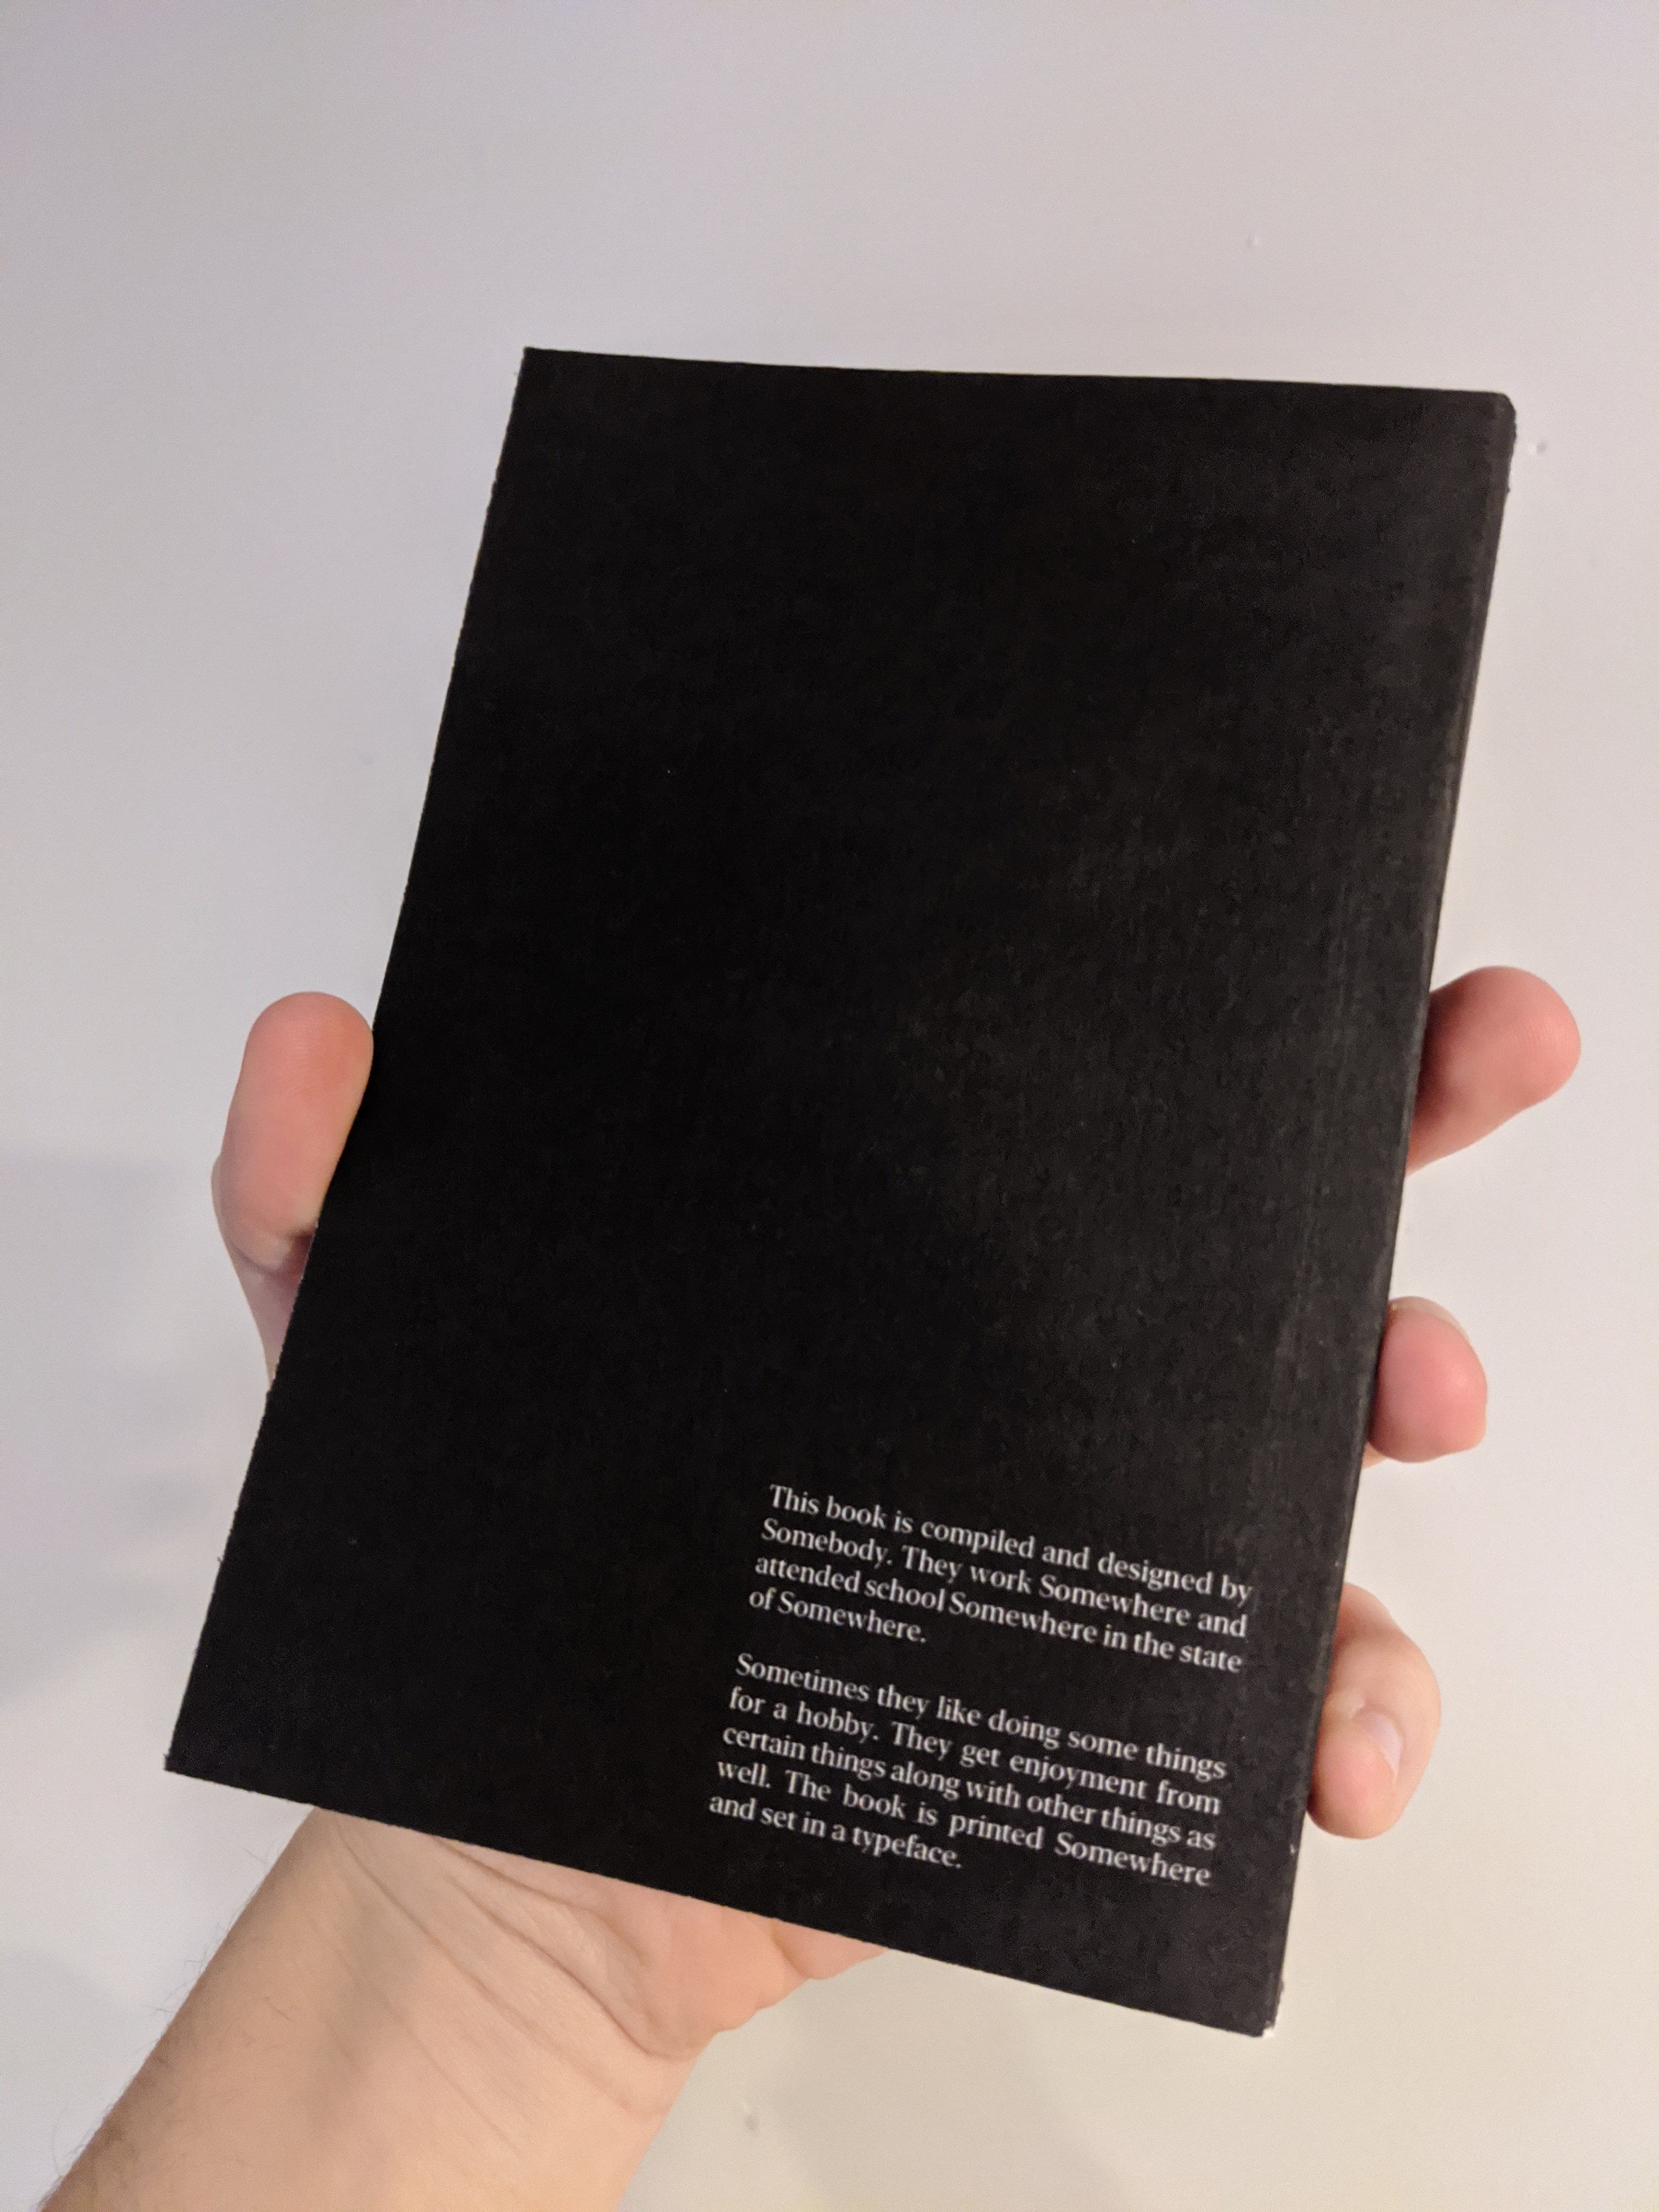 This book is compiled and designed by
Somebody. They work Somewhere and
attended school Somewhere in the state
of Somewhere.
Sometimes they like doing some things
for a hobby. They get enjoyment from
certain things along with other things as
well. The book is printed Somewhere
and set in a typeface.